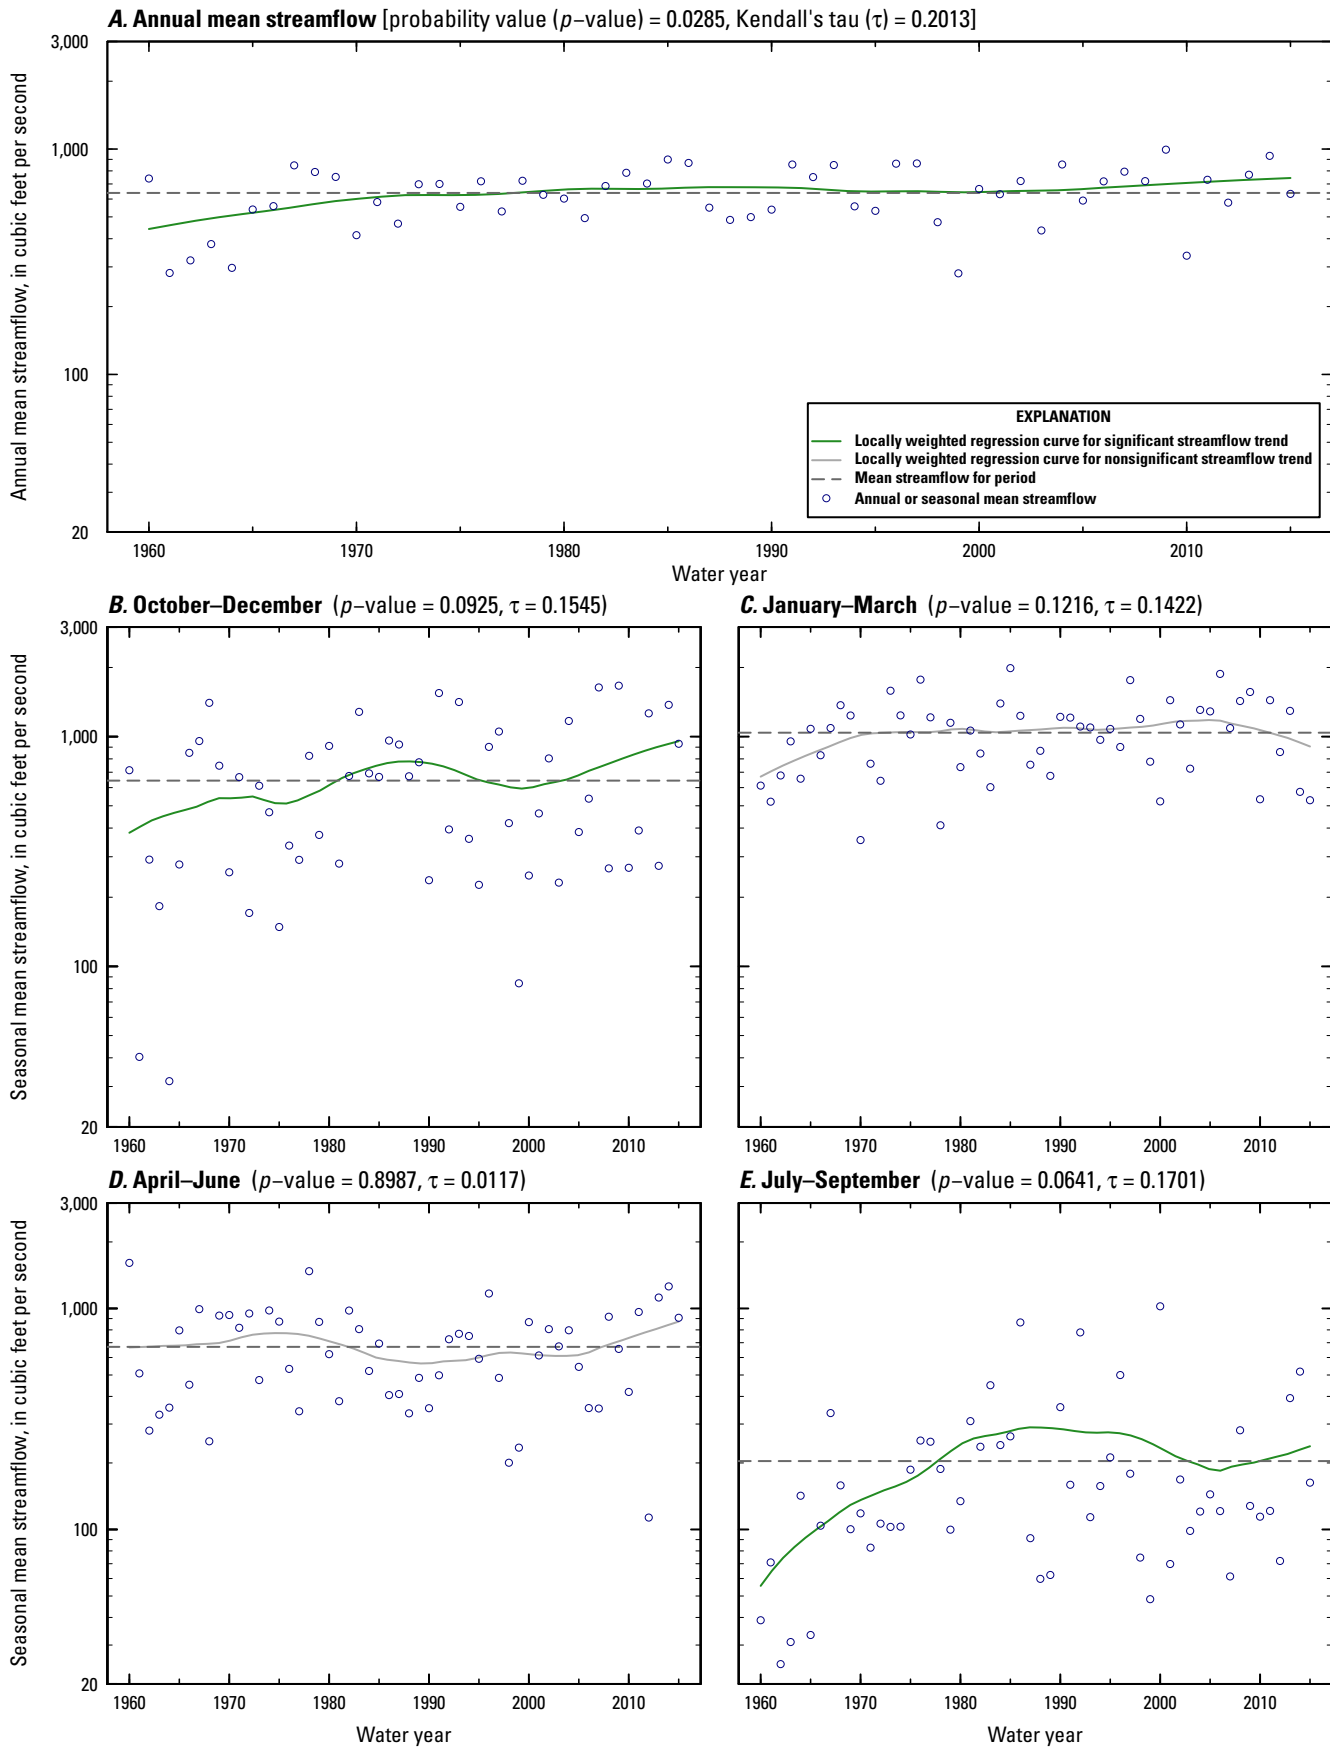 A. Annual mean streamflow [probability value (p−value) = 0.0285, Kendall's tau (τ) = 0.2013]
Annual mean streamflow, in cubic feet per second
3,000
1,000
100
20
EXPLANATION
Locally weighted regression curve for significant streamflow trend
Locally weighted regression curve for nonsignificant streamflow trend
Mean streamflow for period
Annual or seasonal mean streamflow
1960 1970 1980 1990 2000 2010
Water year
B. October–December (p−value = 0.0925, τ = 0.1545)
Seasonal mean streamflow, in cubic feet per second
3,000
1,000
100
20
1960 1970 1980 1990 2000 2010
C. January–March (p−value = 0.1216, τ = 0.1422)
1960 1970 1980 1990 2000 2010
D. April–June (p−value = 0.8987, τ = 0.0117)
Seasonal mean streamflow, in cubic feet per second
3,000
1,000
100
20
1960 1970 1980 1990 2000 2010
Water year
E. July–September (p−value = 0.0641, τ = 0.1701)
1960 1970 1980 1990 2000 2010
Water year